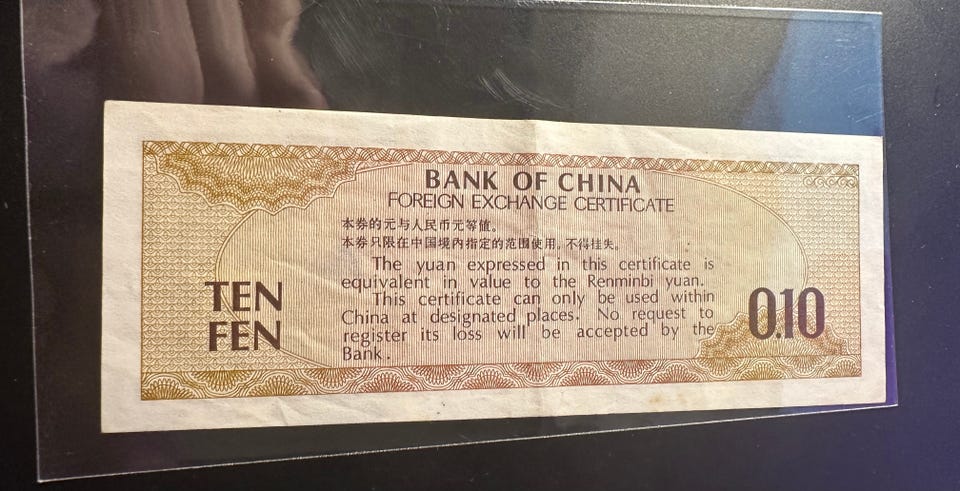 BANK OF CHINA
FOREIGN EXCHANGE CERTIFICATE
本券的元与人民币元等值。
本券只限在中国境内指定的范围使用,不得挂失。
The yuan expressed in this certificate is
equivalent in value to the Renminbi yuan.
This certificate can only be used within
China at designated places. No request to
register its loss will be accepted by the
Bank.
TEN
FEN
0.10